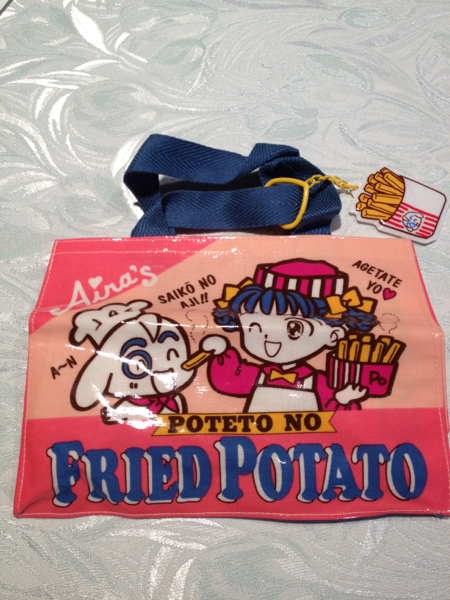 Aira's
SAIKŌ NO
AJI!!
AGETATE
YO
A~N
Po
POTETO NO
FRIED POTATO